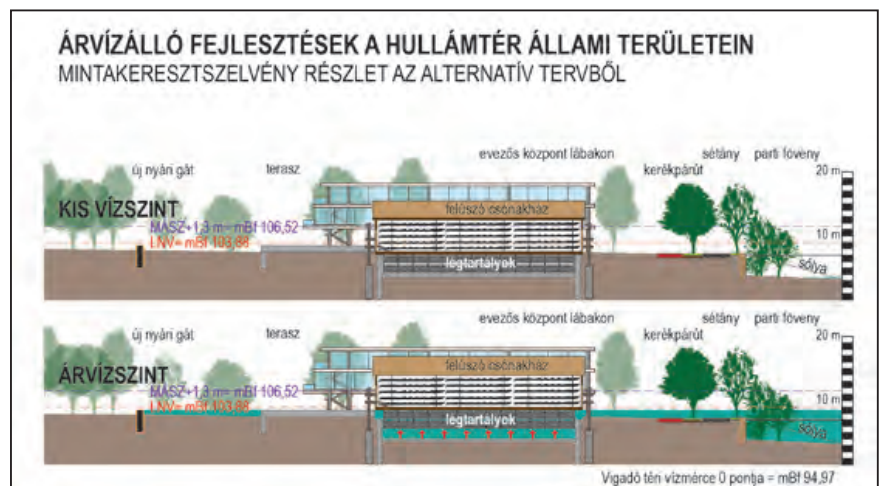 ÁRVÍZÁLLÓ FEJLESZTÉSEK A HULLÁMTÉR ÁLLAMI TERÜLETEIN
MINTAKERESZTSZELVÉNY RÉSZLET AZ ALTERNATÍV TERVBŐL
evezős központ lábakon sétány parti föveny
új nyári gát terasz kerékpárút 20 m
KIS VÍZSZINT
felúszó csónakház
MÁSZ+1,3 m= mBf 106,52
LNV= mBf 103,88
10 m
légtartályok
sólya
evezős központ lábakon sétány parti föveny
új nyári gát terasz kerékpárút 20 m
ÁRVÍZSZINT
felúszó csónakház
MÁSZ+1,3 m= mBf 106,52
LNV= mBf 103,88
10 m
légtartályok
sólya
Vigadó téri vízmérce 0 pontja = mBf 94,97